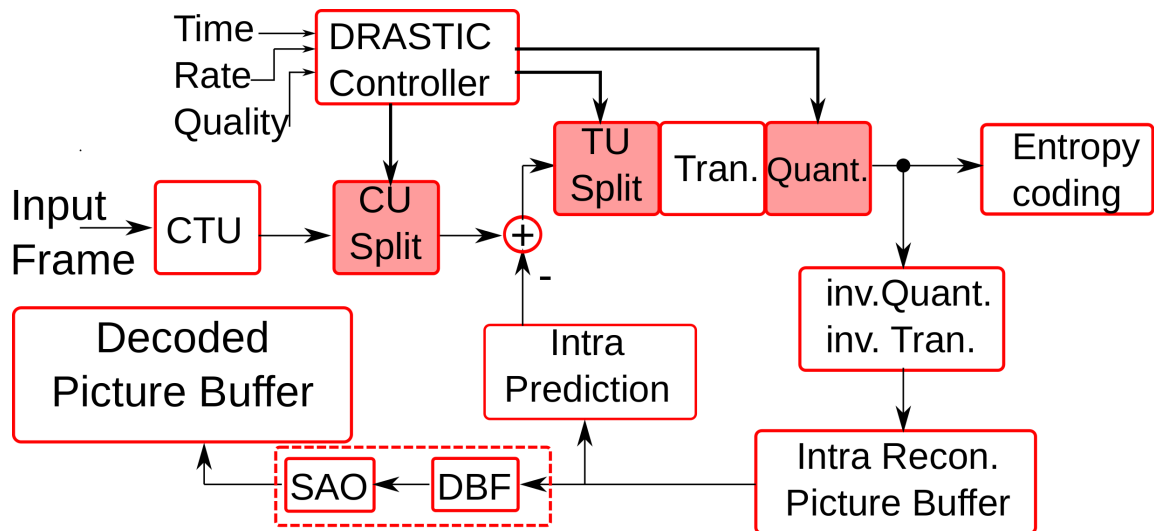 Time
Rate
Quality
DRASTIC
Controller
TU
Split
Tran.
Quant.
Entropy
coding
Input
Frame
CTU
CU
Split
+
-
inv.Quant.
inv. Tran.
Decoded
Picture Buffer
Intra
Prediction
SAO
DBF
Intra Recon.
Picture Buffer